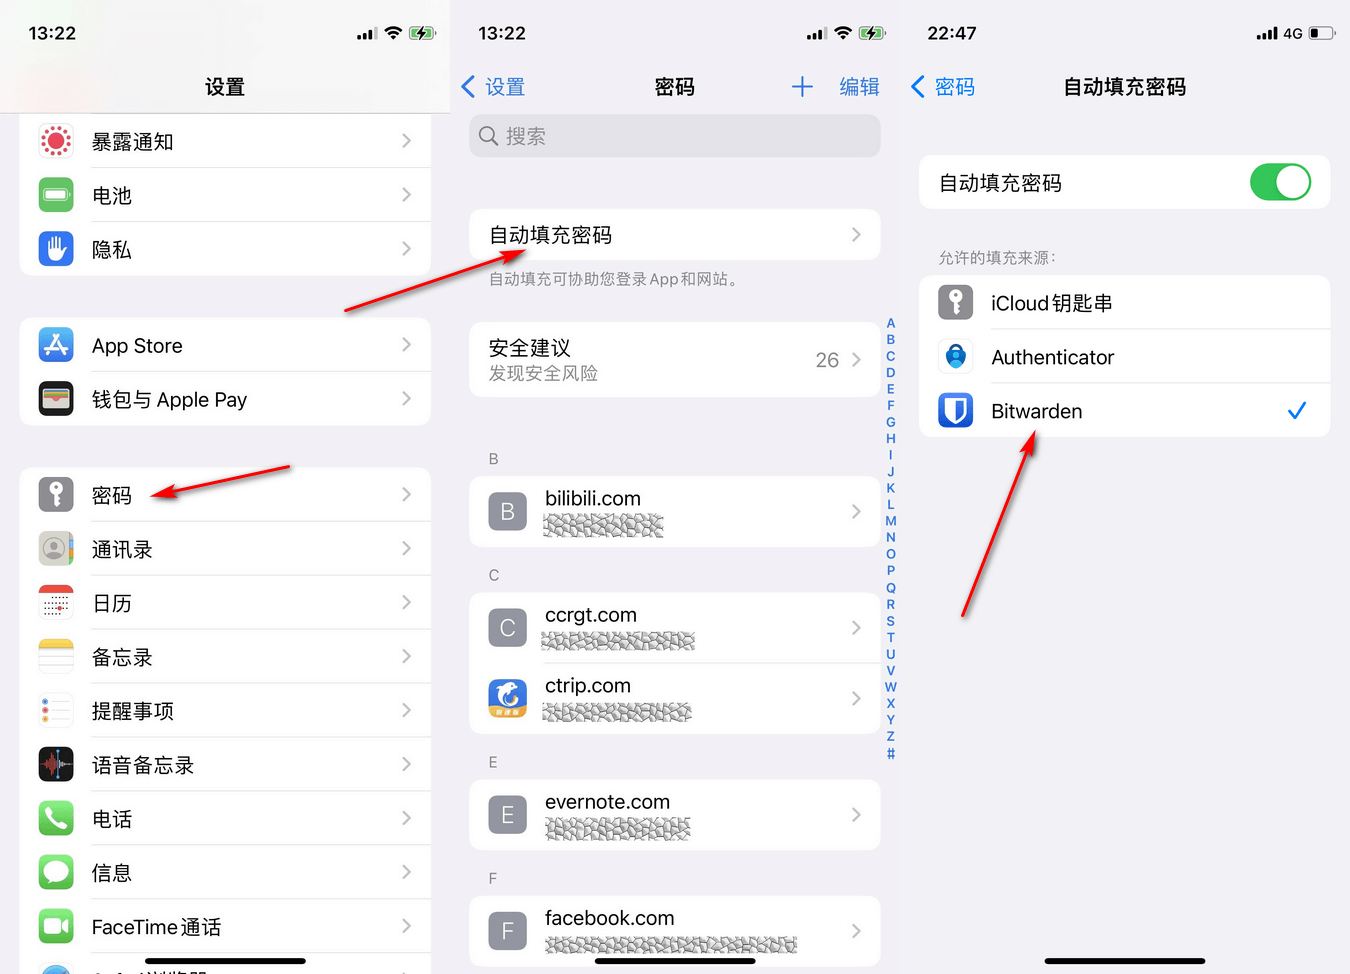 13:22
设置
暴露通知
电池
隐私
App Store
钱包与 Apple Pay
密码
通讯录
日历
备忘录
提醒事项
语音备忘录
电话
信息
FaceTime通话
13:22
设置
密码
编辑
搜索
自动填充密码
自动填充可协助您登录App和网站。
安全建议
发现安全风险
26
B
B
bilibili.com
C
C
ccrgt.com
ctrip.com
E
E
evernote.com
F
F
facebook.com
A
B
C
D
E
F
G
H
I
J
K
L
M
N
O
P
Q
R
S
T
U
V
W
X
Y
Z
#
22:47
4G
密码
自动填充密码
自动填充密码
允许的填充来源:
iCloud钥匙串
Authenticator
Bitwarden